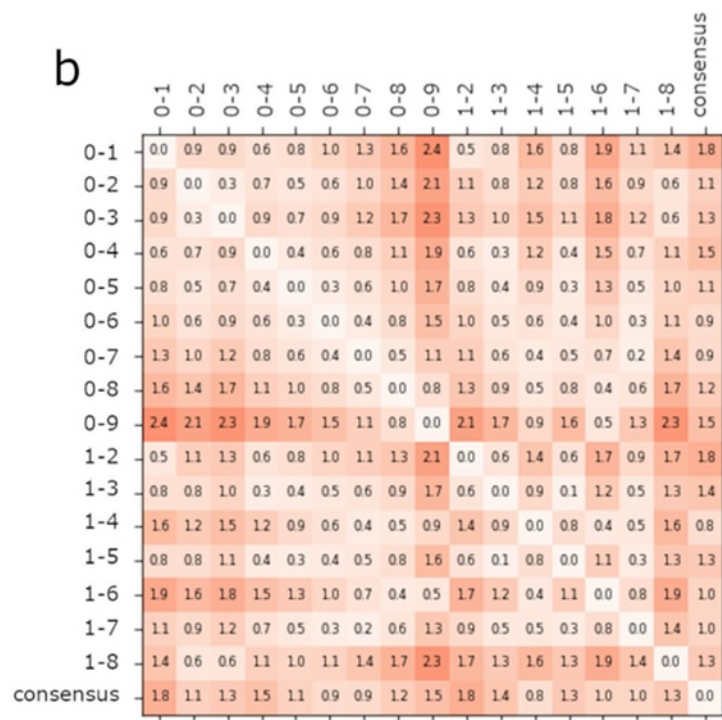 b
0-1 0-2 0-3 0-4 0-5 0-6 0-7 0-8 0-9 1-2 1-3 1-4 1-5 1-6 1-7 1-8 consensus
0-1 0.0 0.9 0.9 0.6 0.8 1.0 1.3 1.6 2.4 0.5 0.8 1.6 0.8 1.9 1.1 1.4 1.8
0-2 0.9 0.0 0.3 0.7 0.5 0.6 1.0 1.4 2.1 1.1 0.8 1.2 0.8 1.6 0.9 0.6 1.1
0-3 0.9 0.3 0.0 0.9 0.7 0.9 1.2 1.7 2.3 1.3 1.0 1.5 1.1 1.8 1.2 0.6 1.3
0-4 0.6 0.7 0.9 0.0 0.4 0.6 0.8 1.1 1.9 0.6 0.3 1.2 0.4 1.5 0.7 1.1 1.5
0-5 0.8 0.5 0.7 0.4 0.0 0.3 0.6 1.0 1.7 0.8 0.4 0.9 0.3 1.3 0.5 1.0 1.1
0-6 1.0 0.6 0.9 0.6 0.3 0.0 0.4 0.8 1.5 1.0 0.5 0.6 0.4 1.0 0.3 1.1 0.9
0-7 1.3 1.0 1.2 0.8 0.6 0.4 0.0 0.5 1.1 1.1 0.6 0.4 0.5 0.7 0.2 1.4 0.9
0-8 1.6 1.4 1.7 1.1 1.0 0.8 0.5 0.0 0.8 1.3 0.9 0.5 0.8 0.4 0.6 1.7 1.2
0-9 2.4 2.1 2.3 1.9 1.7 1.5 1.1 0.8 0.0 2.1 1.7 0.9 1.6 0.5 1.3 2.3 1.5
1-2 0.5 1.1 1.3 0.6 0.8 1.0 1.1 1.3 2.1 0.0 0.6 1.4 0.6 1.7 0.9 1.7 1.8
1-3 0.8 0.8 1.0 0.3 0.4 0.5 0.6 0.9 1.7 0.6 0.0 0.9 0.1 1.2 0.5 1.3 1.4
1-4 1.6 1.2 1.5 1.2 0.9 0.6 0.4 0.5 0.9 1.4 0.9 0.0 0.8 0.4 0.5 1.6 0.8
1-5 0.8 0.8 1.1 0.4 0.3 0.4 0.5 0.8 1.6 0.6 0.1 0.8 0.0 1.1 0.3 1.3 1.3
1-6 1.9 1.6 1.8 1.5 1.3 1.0 0.7 0.4 0.5 1.7 1.2 0.4 1.1 0.0 0.8 1.9 1.0
1-7 1.1 0.9 1.2 0.7 0.5 0.3 0.2 0.6 1.3 0.9 0.5 0.5 0.3 0.8 0.0 1.4 1.0
1-8 1.4 0.6 0.6 1.1 1.0 1.1 1.4 1.7 2.3 1.7 1.3 1.6 1.3 1.9 1.4 0.0 1.3
consensus 1.8 1.1 1.3 1.5 1.1 0.9 0.9 1.2 1.5 1.8 1.4 0.8 1.3 1.0 1.0 1.3 0.0